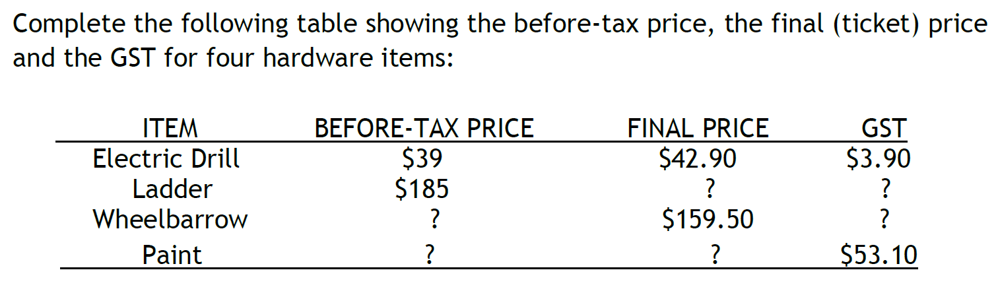 Complete the following table showing the before-tax price, the final (ticket) price
and the GST for four hardware items:
ITEM BEFORE-TAX PRICE FINAL PRICE GST
Electric Drill $39 $42.90 $3.90
Ladder $185 ? ?
Wheelbarrow ? $159.50 ?
Paint ? ? $53.10